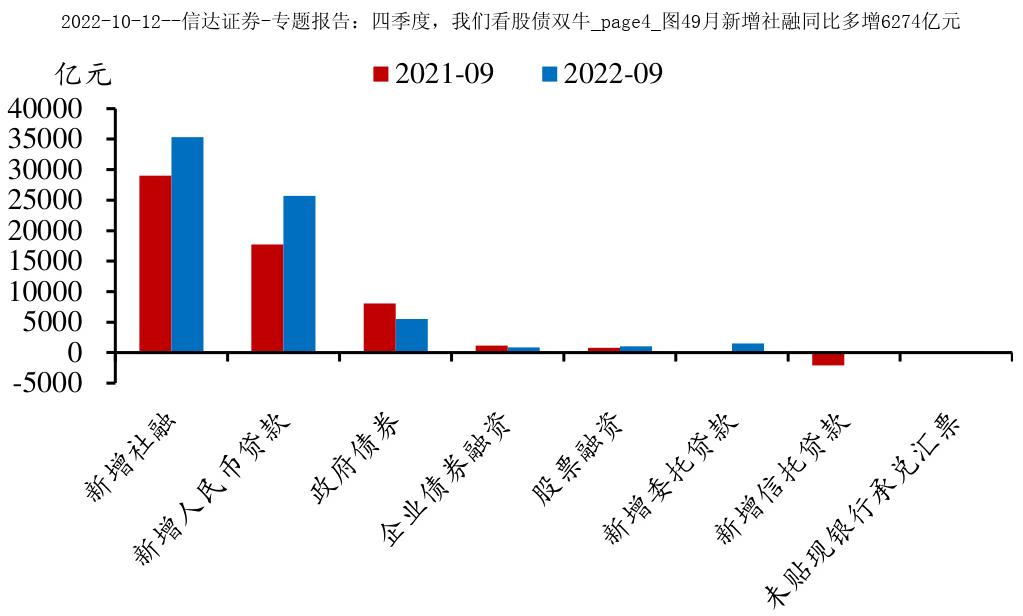 2022-10-12--信达证券-专题报告：四季度，我们看股债双牛_page4_图49月新增社融同比多增6274亿元
亿元
2021-09
2022-09
40000
35000
30000
25000
20000
15000
10000
5000
0
-5000
新增社融
新增人民币贷款
政府债券
企业债券融资
股票融资
新增委托贷款
新增信托贷款
未贴现银行承兑汇票